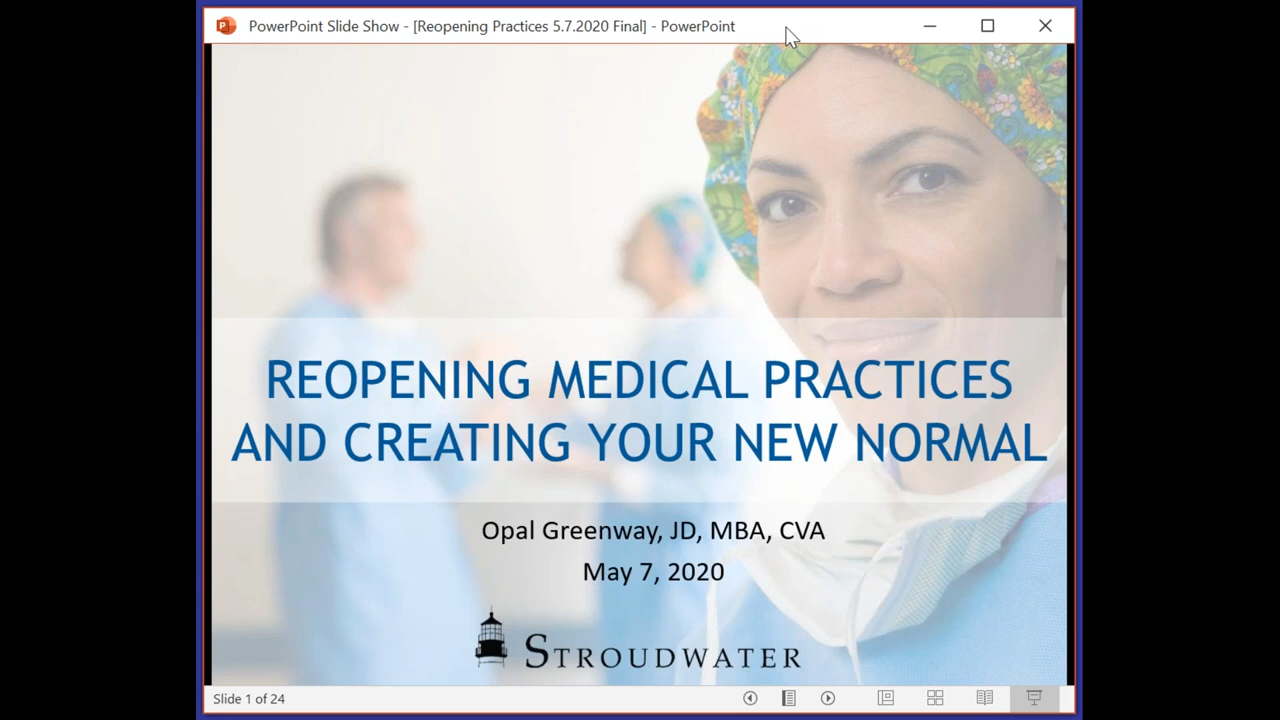 PowerPoint Slide Show - [Reopening Practices 5.7.2020 Final] - PowerPoint
REOPENING MEDICAL PRACTICES
AND CREATING YOUR NEW NORMAL
Opal Greenway, JD, MBA, CVA
May 7, 2020
STROUDWATER
Slide 1 of 24